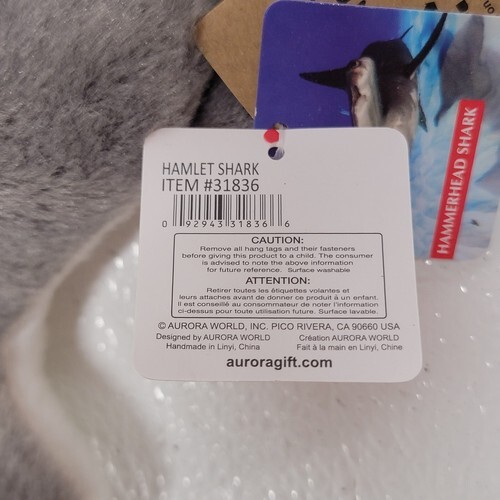 HAMLET SHARK
ITEM #31836
0 92943 31836 6
CAUTION:
Remove all hang tags and their fasteners
before giving this product to a child. The consumer
is advised to note the above information
for future reference. Surface washable
ATTENTION:
Retirer toutes les étiquettes volantes et
leurs attaches avant de donner ce produit à un enfant.
Il est conseillé au consommateur de noter l'information
ci-dessus pour toute utilisation future. Surface lavable.
© AURORA WORLD, INC. PICO RIVERA, CA 90660 USA
Designed by AURORA WORLD
Handmade in Linyi, China
Création AURORA WORLD
Fait à la main en Linyi, Chine
auroragift.com
HAMMERHEAD SHARK